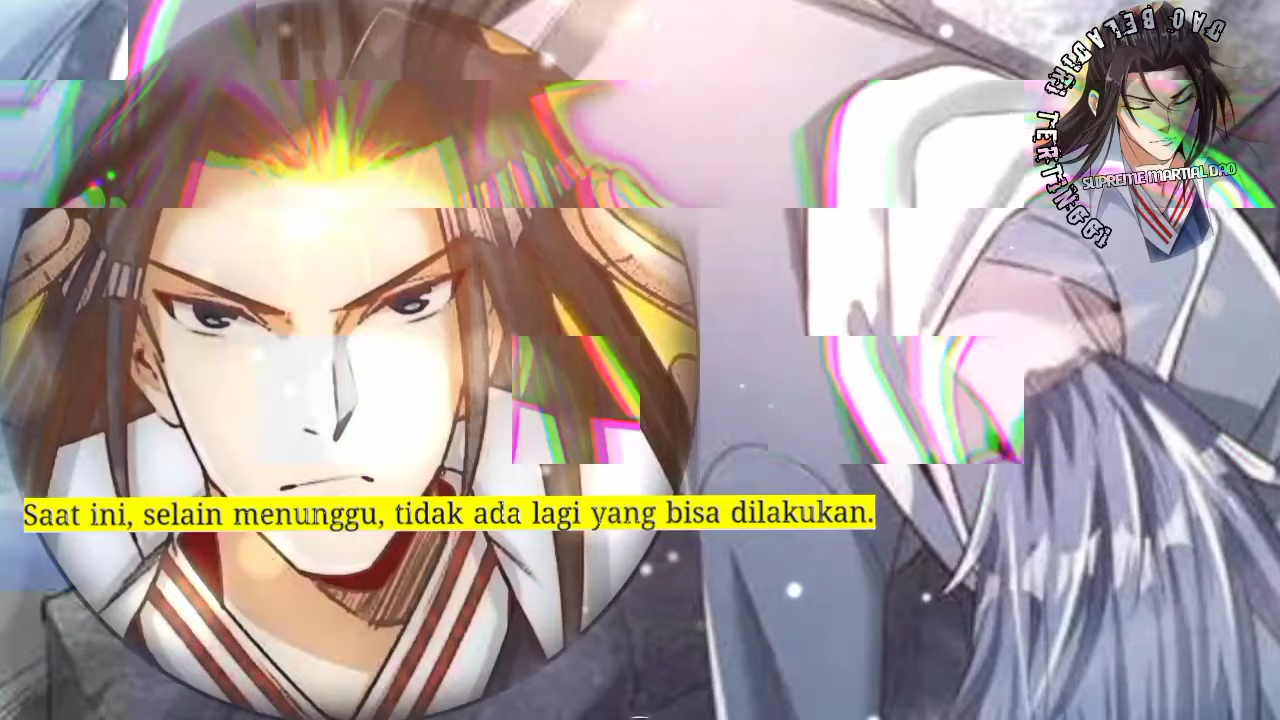 DAO BELADIRI TERTINGGI
SUPREME MARTIAL DAO
Saat ini, selain menunggu, tidak ada lagi yang bisa dilakukan.